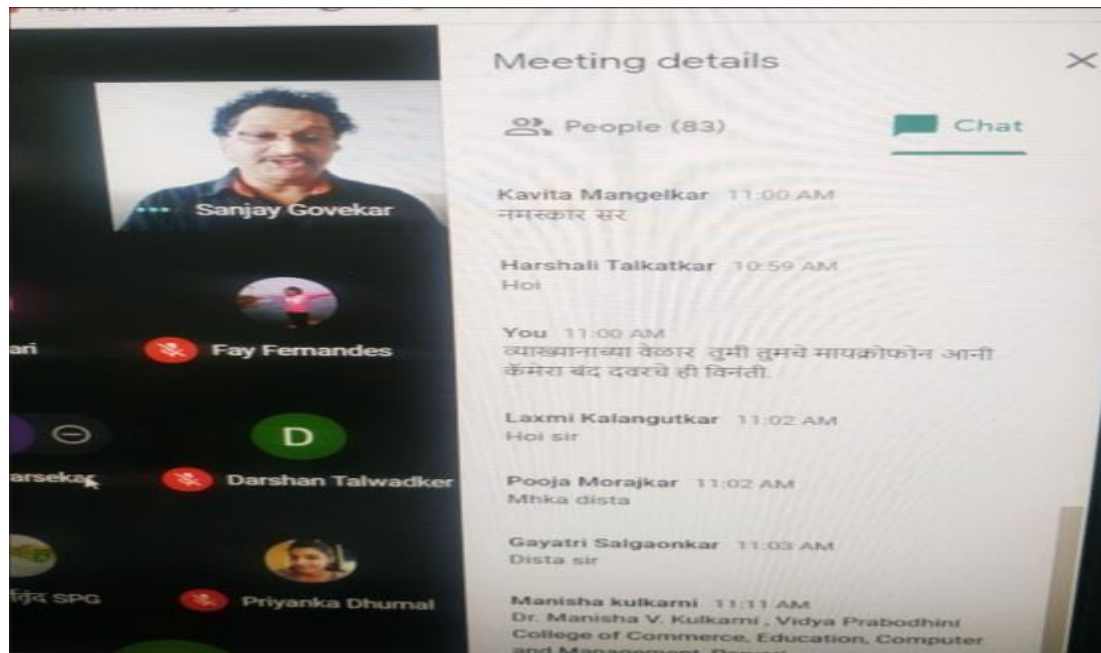 Meeting details
People (83)
Chat
Sanjay Govekar
Kavita Mangelkar 11:00 AM
नमस्कार सर
Harshali Talkatkar 10:59 AM
Hoi
You 11:00 AM
व्याख्यानाच्या वेळार तुमी तुमचे मायक्रोफोन आनी
कॅमेरा बंद दवरचे ही विनंती.
ari
Fay Fernandes
Laxmi Kalangutkar 11:02 AM
Hoi sir
D
arsekar
Darshan Talwadker
Pooja Morajkar 11:02 AM
Mhka dista
Gayatri Salgaonkar 11:03 AM
Dista sir
SPG
Priyanka Dhumal
Manisha kulkarni 11:11 AM
Dr. Manisha V. Kulkarni , Vidya Prabodhini
College of Commerce, Education, Computer
and Management